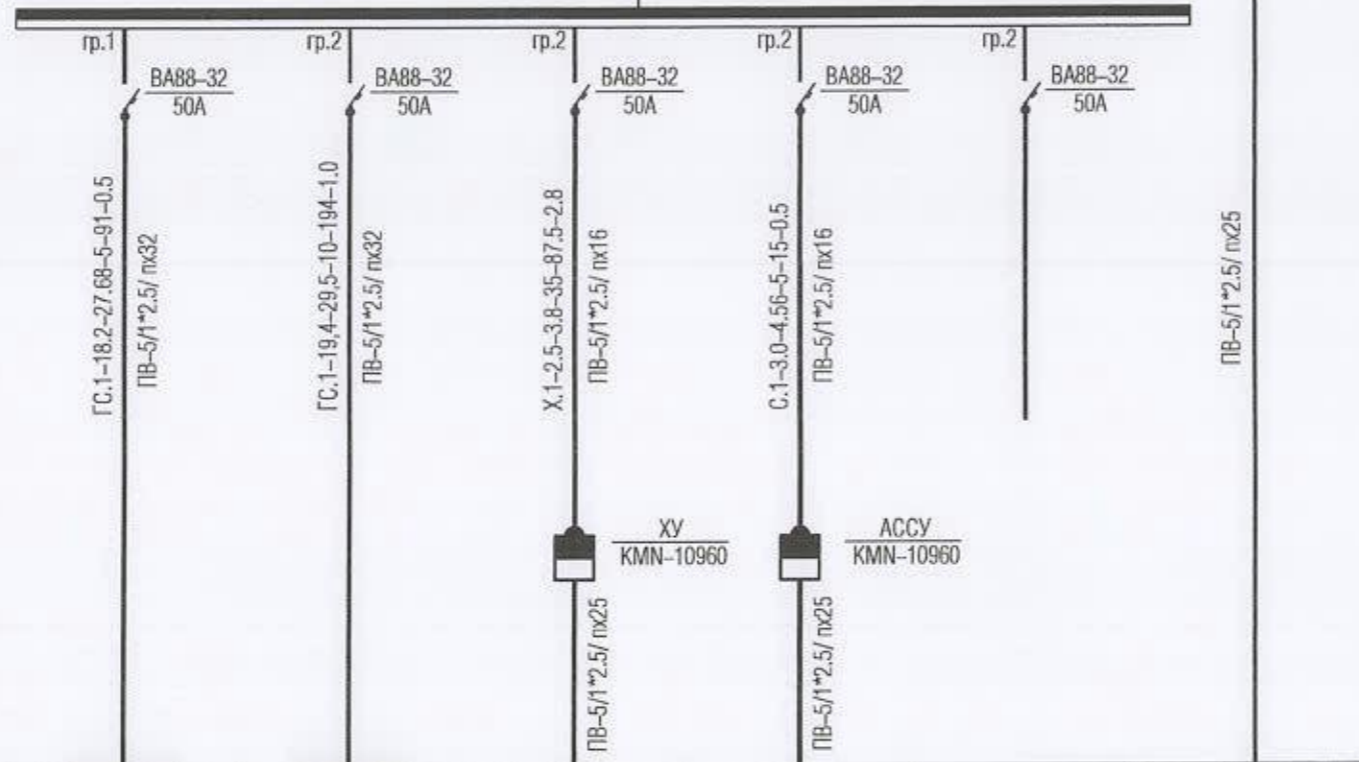 гр.1
гр.2
гр.2
гр.2
гр.2
ВА88–32
50А
ВА88–32
50А
ВА88–32
50А
ВА88–32
50А
ВА88–32
50А
ГС.1–18.2–27.68–5–91–0.5
ПВ–5/1*2.5/ пх32
ГС.1–19,4–29,5–10–194–1.0
ПВ–5/1*2.5/ пх32
Х.1–2.5–3.8–35–87.5–2.8
ПВ–5/1*2.5/ пх16
С.1–3.0–4.56–5–15–0.5
ПВ–5/1*2.5/ пх16
ПВ–5/1*2.5/ пх25
ХУ
KMN–10960
АССУ
KMN–10960
ПВ–5/1*2.5/ пх25
ПВ–5/1*2.5/ пх25